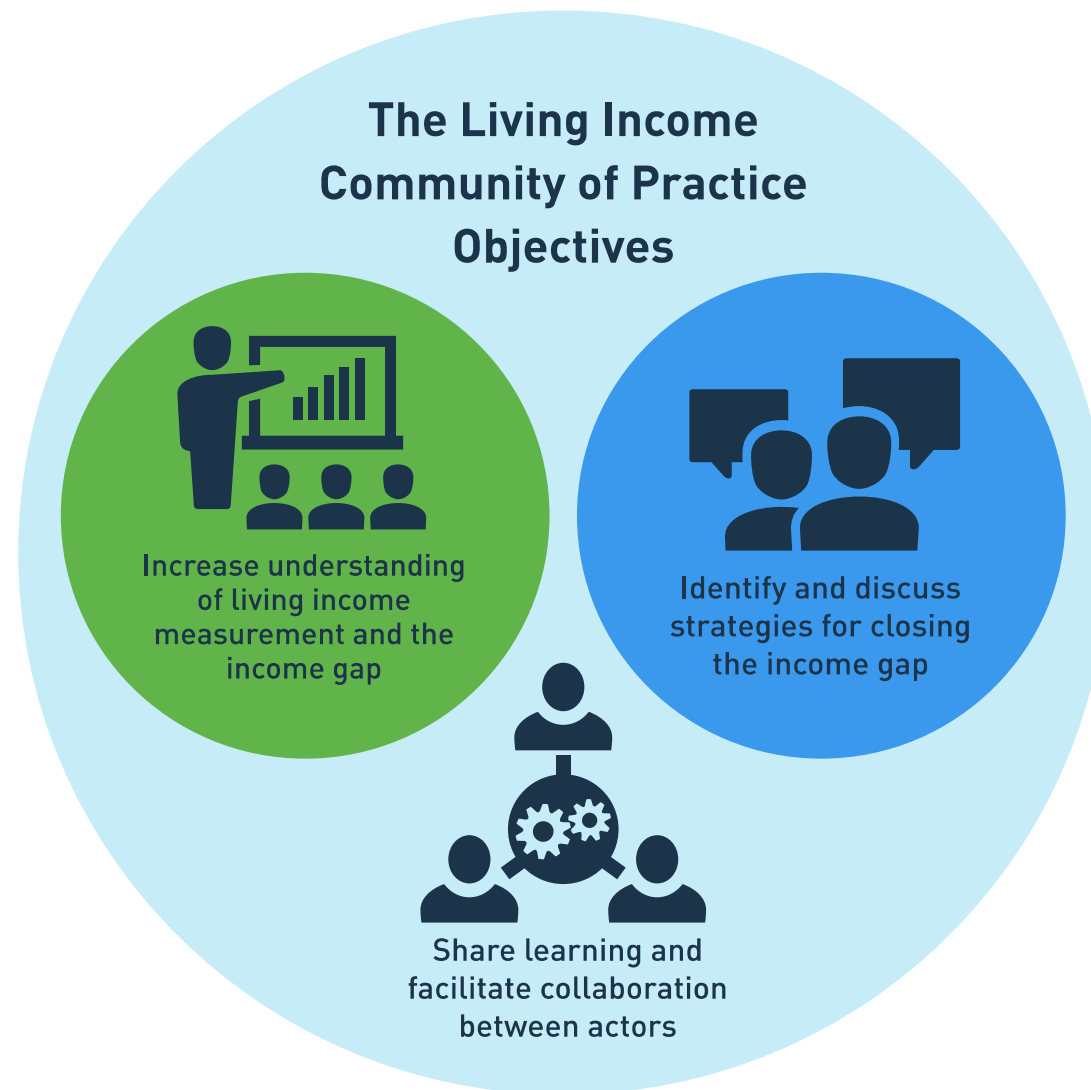 The Living Income
Community of Practice
Objectives
Increase understanding
of living income
measurement and the
income gap
Identify and discuss
strategies for closing
the income gap
Share learning and
facilitate collaboration
between actors